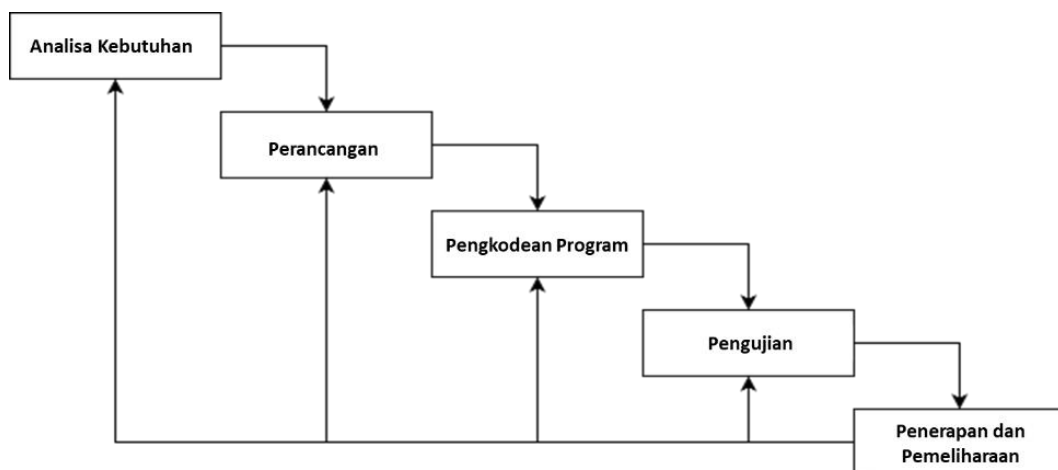 Analisa Kebutuhan
Perancangan
Pengkodean Program
Pengujian
Penerapan dan
Pemeliharaan